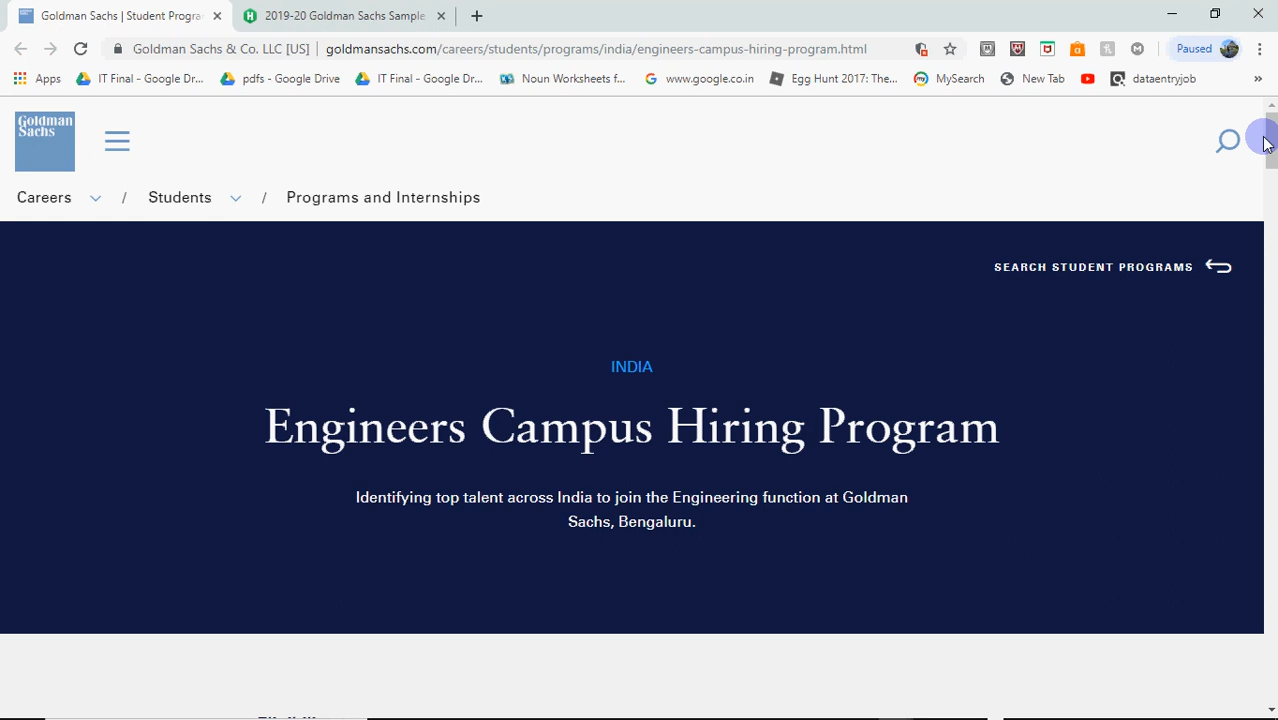 Goldman Sachs | Student Progra
2019-20 Goldman Sachs Sample
Goldman Sachs & Co. LLC [US] | goldmansachs.com/careers/students/programs/india/engineers-campus-hiring-program.html
Paused
Apps
IT Final - Google Dr...
pdfs - Google Drive
IT Final - Google Dr...
Noun Worksheets f...
www.google.co.in
Egg Hunt 2017: The...
MySearch
New Tab
dataentryjob
Goldman
Sachs
Careers / Students / Programs and Internships
SEARCH STUDENT PROGRAMS
INDIA
Engineers Campus Hiring Program
Identifying top talent across India to join the Engineering function at Goldman
Sachs, Bengaluru.